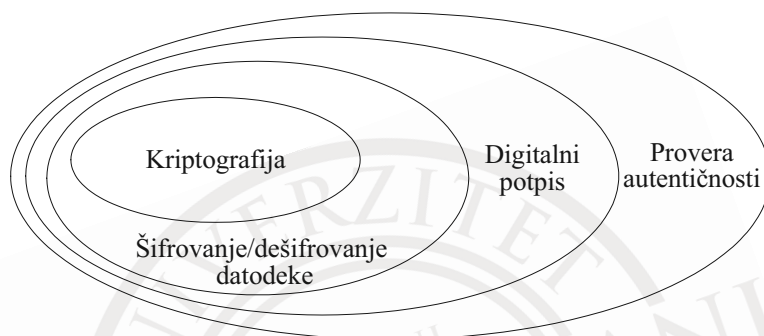 Kriptografija
Šifrovanje/dešifrovanje
datodeke
Digitalni
potpis
Provera
autentičnosti